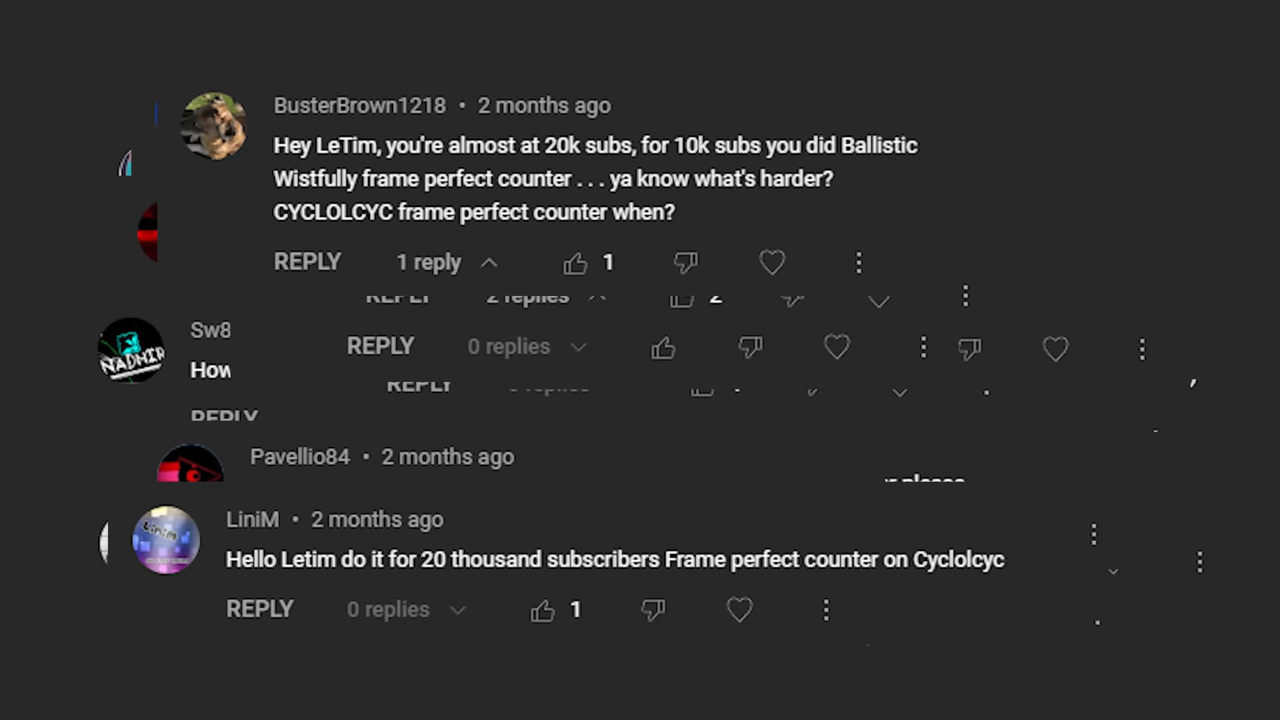 BusterBrown1218 • 2 months ago
Hey LeTim, you're almost at 20k subs, for 10k subs you did Ballistic
Wistfully frame perfect counter . . . ya know what's harder?
CYCLOLCYC frame perfect counter when?
REPLY 1 reply 1
REPLY 2 replies 2
Sw8
REPLY 0 replies
NADHIR
How
REPLY 0 replies
REPLY
Pavellio84 • 2 months ago
r please
LiniM • 2 months ago
Linim
Hello Letim do it for 20 thousand subscribers Frame perfect counter on Cyclolcyc
REPLY 0 replies 1